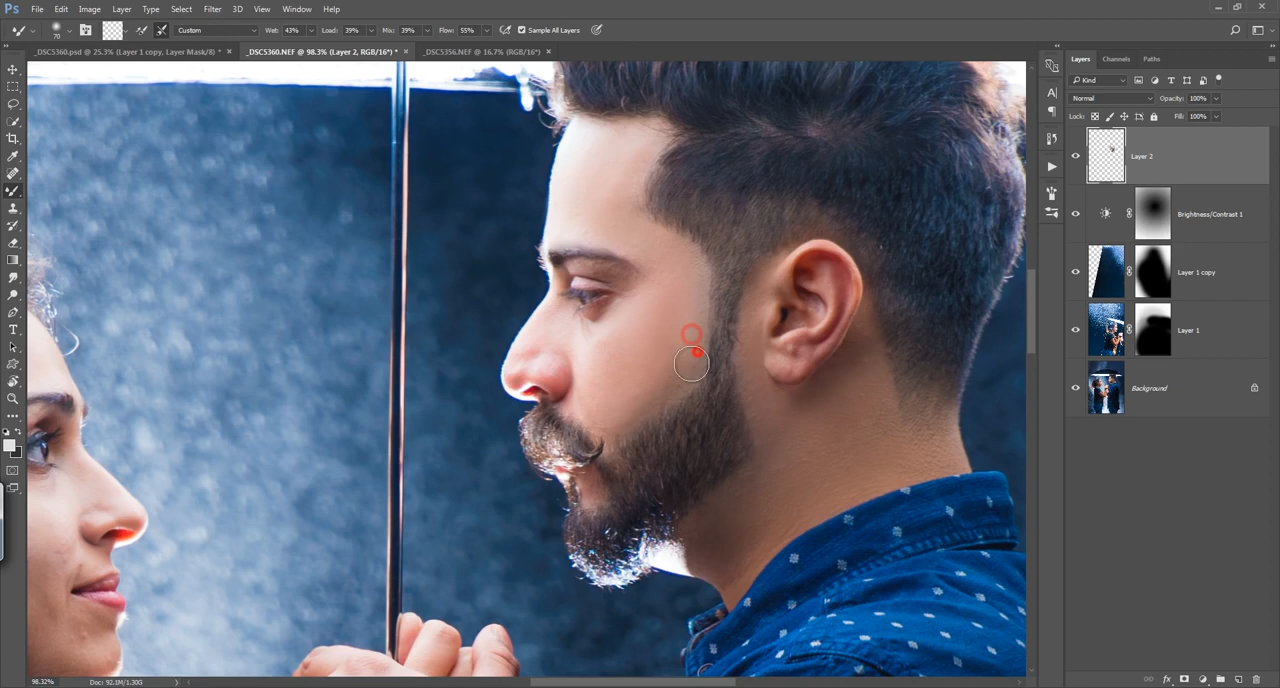 Ps File Edit Image Layer Type Select Filter 3D View Window Help
70 Custom Wet: 43% Load: 39% Mix: 39% Flow: 55% Sample All Layers
_DSC5360.psd @ 25.3% (Layer 1 copy, Layer Mask/8) * × _DSC5360.NEF @ 98.3% (Layer 2, RGB/16*) * × _DSC5356.NEF @ 16.7% (RGB/16*) ×
Layers Channels Paths
Kind
Normal Opacity: 100%
Lock: Fill: 100%
Layer 2
Brightness/Contrast 1
Layer 1 copy
Layer 1
Background
98.32% Doc: 92.1M/1.30G